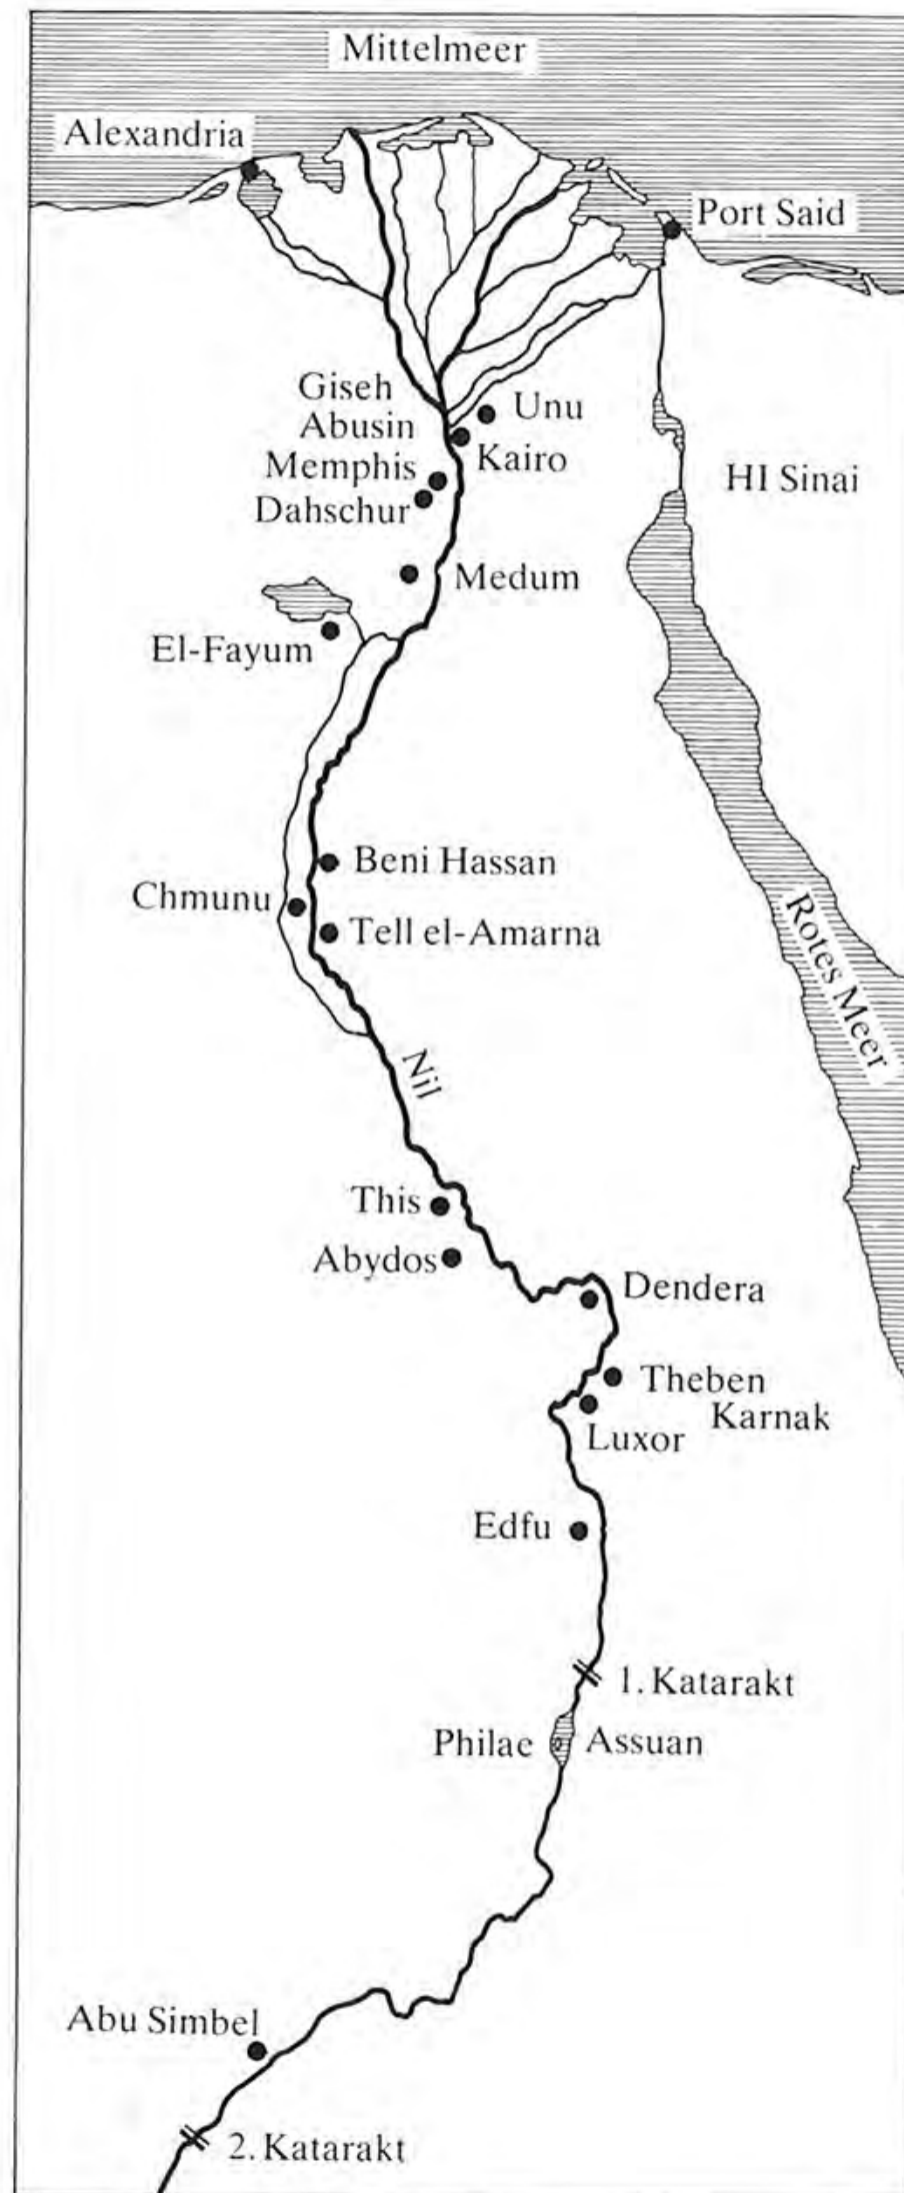 Mittelmeer
Alexandria
Port Said
Giseh
Unu
Abusin
Kairo
Memphis
HI Sinai
Dahschur
Medum
El-Fayum
Beni Hassan
Chmunu
Tell el-Amarna
Rotes Meer
Nil
This
Abydos
Dendera
Theben
Karnak
Luxor
Edfu
1. Katarakt
Philae
Assuan
Abu Simbel
2. Katarakt